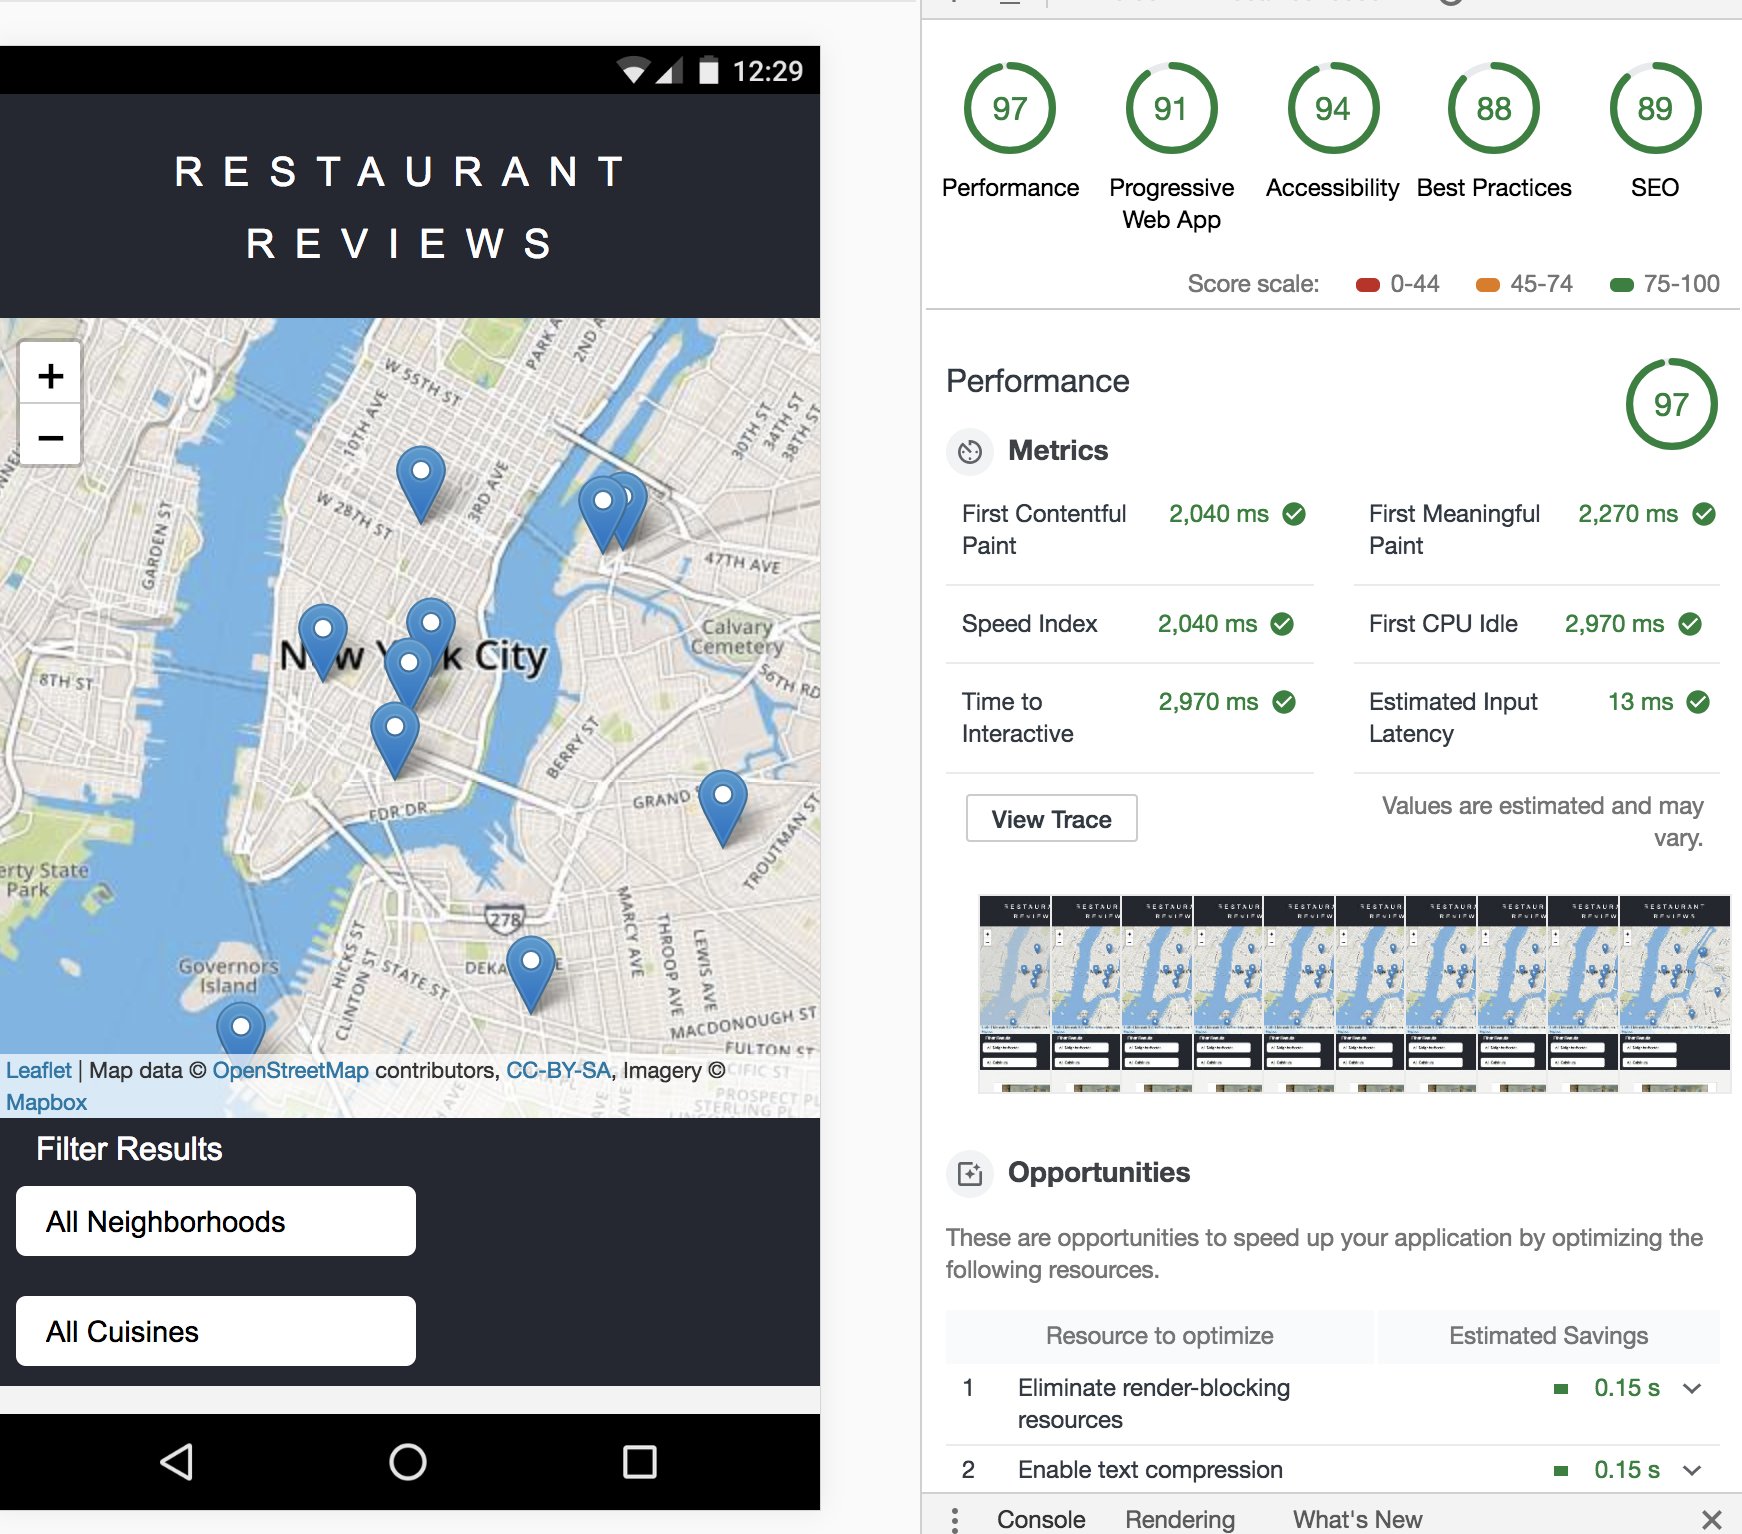 12:29
RESTAURANT
REVIEWS
+
−
PARK A
2ND A
W 55TH ST
10TH AVE
30TH ST
34TH ST
38TH ST
3RD AVE
W 28TH ST
GARDEN ST
47TH AVE
Calvary
Cemetery
56TH RD
8TH ST
BERRY ST
FDR DR
GRAND
TROUTMAN ST
erty State
Park
278
MARCY AVE
THROOP AVE
LEWIS AVE
HICKS ST
CLINTON ST
STATE ST
DEKA
Governors
Island
MACDONOUGH ST
FULTON ST
CIFIC ST
PROSPECT PL
STERLING PL
Leaflet | Map data © OpenStreetMap contributors, CC-BY-SA, Imagery ©
Mapbox
Filter Results
All Neighborhoods
All Cuisines
97
91
94
88
89
Performance
Progressive
Web App
Accessibility
Best Practices
SEO
Score scale:
0-44
45-74
75-100
Performance
97
Metrics
First Contentful
Paint
2,040 ms
First Meaningful
Paint
2,270 ms
Speed Index
2,040 ms
First CPU Idle
2,970 ms
Time to
Interactive
2,970 ms
Estimated Input
Latency
13 ms
View Trace
Values are estimated and may
vary.
Opportunities
These are opportunities to speed up your application by optimizing the
following resources.
Resource to optimize
Estimated Savings
1 Eliminate render-blocking
resources
0.15 s
2 Enable text compression
0.15 s
Console
Rendering
What's New